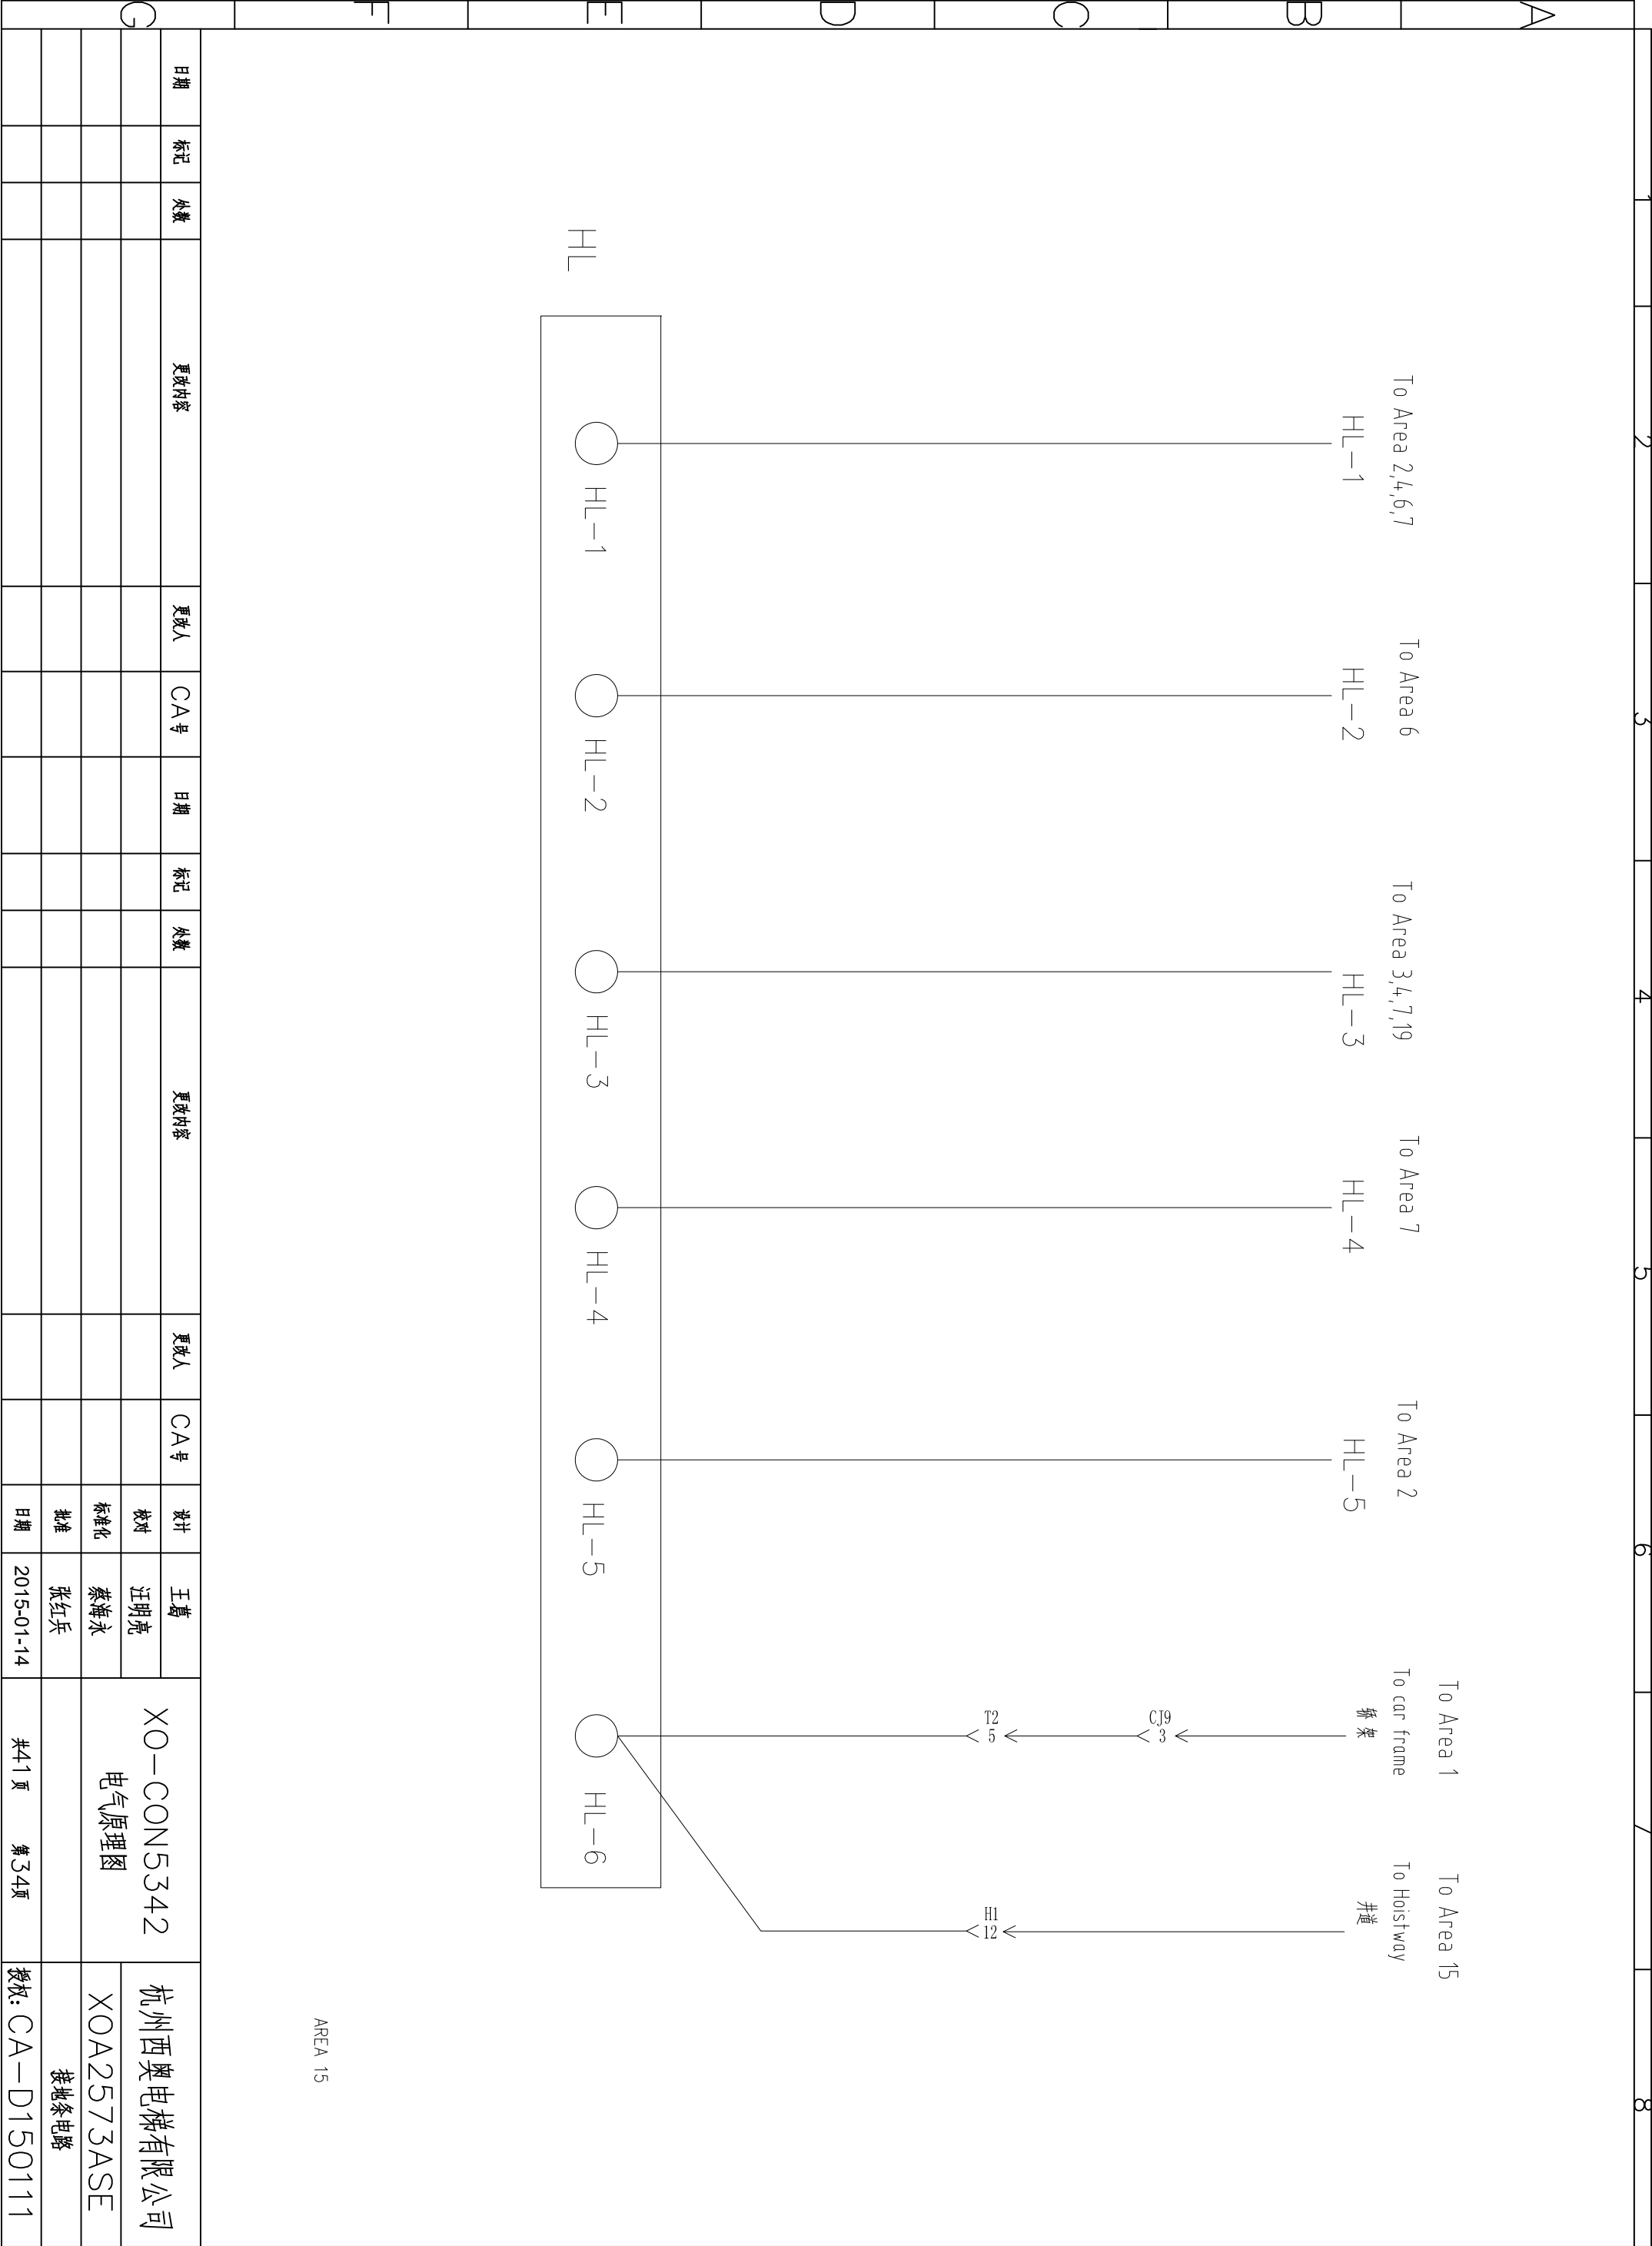 1 2 3 4 5 6 7 8
A
B
C
D
E
F
G
To Area 2,4,6,7
HL-1
To Area 6
HL-2
To Area 3,4,7,19
HL-3
To Area 7
HL-4
To Area 2
HL-5
To Area 1
To car frame
轿架
To Area 15
To Hoistway
井道
CJ9
3
T2
5
H1
12
HL
HL-1
HL-2
HL-3
HL-4
HL-5
HL-6
AREA 15
日期 标记 处数 更改内容 更改人 CA号 日期 标记 处数 更改内容 更改人 CA号
设计 王葛
校对 汪明亮
标准化 蔡海永
批准 张红兵
日期 2015-01-14
XO-CON5342
电气原理图
共41页 第34页
杭州西奥电梯有限公司
XOA2573ASE
接地条电路
授权:CA-D150111